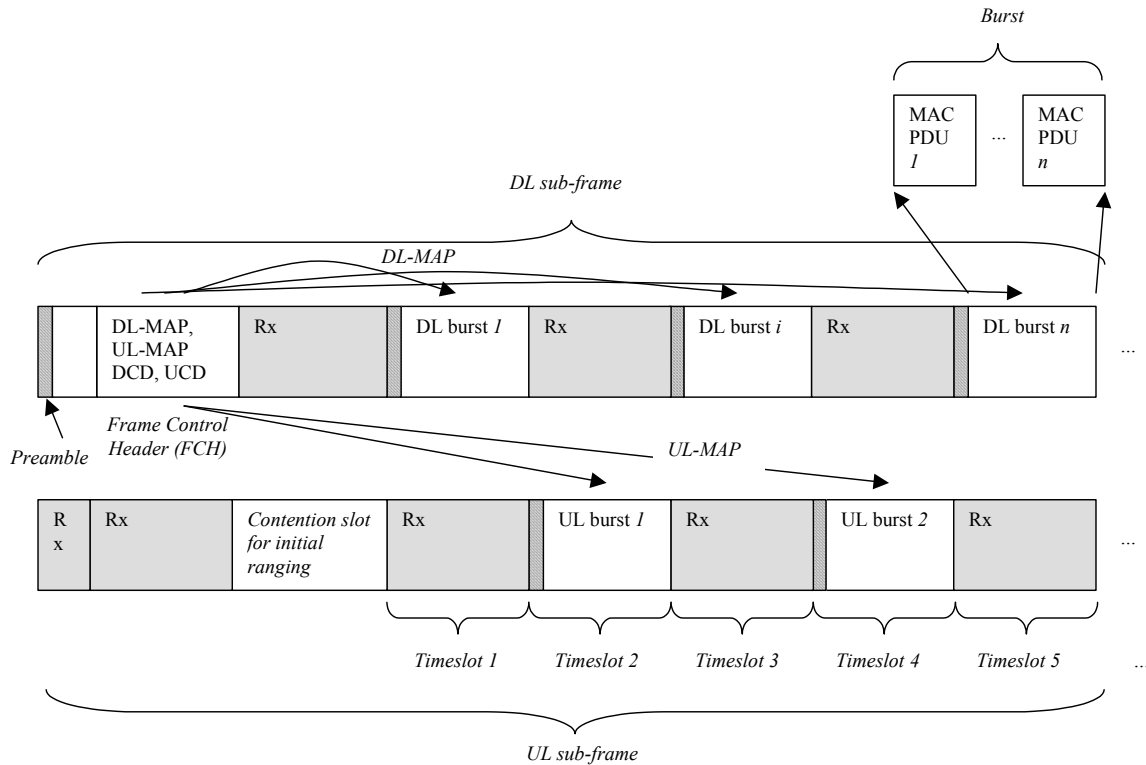 Burst
MAC
PDU
1
...
MAC
PDU
n
DL sub-frame
DL-MAP
DL-MAP,
UL-MAP
DCD, UCD
Rx
DL burst 1
Rx
DL burst i
Rx
DL burst n
...
Preamble
Frame Control
Header (FCH)
UL-MAP
R
x
Rx
Contention slot
for initial
ranging
Rx
UL burst 1
Rx
UL burst 2
Rx
...
Timeslot 1
Timeslot 2
Timeslot 3
Timeslot 4
Timeslot 5
...
UL sub-frame